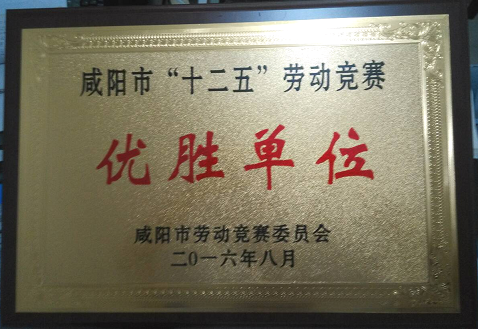 咸阳市“十二五”劳动竞赛
优胜单位
咸阳市劳动竞赛委员会
二0一六年八月